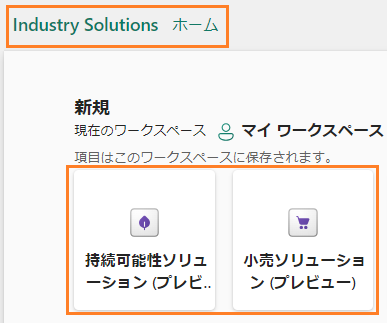 Industry Solutions ホーム
新規
現在のワークスペース マイ ワークスペース
項目はこのワークスペースに保存されます。
持続可能性ソリュ
ーション (プレビ..
小売ソリューショ
ン (プレビュー)